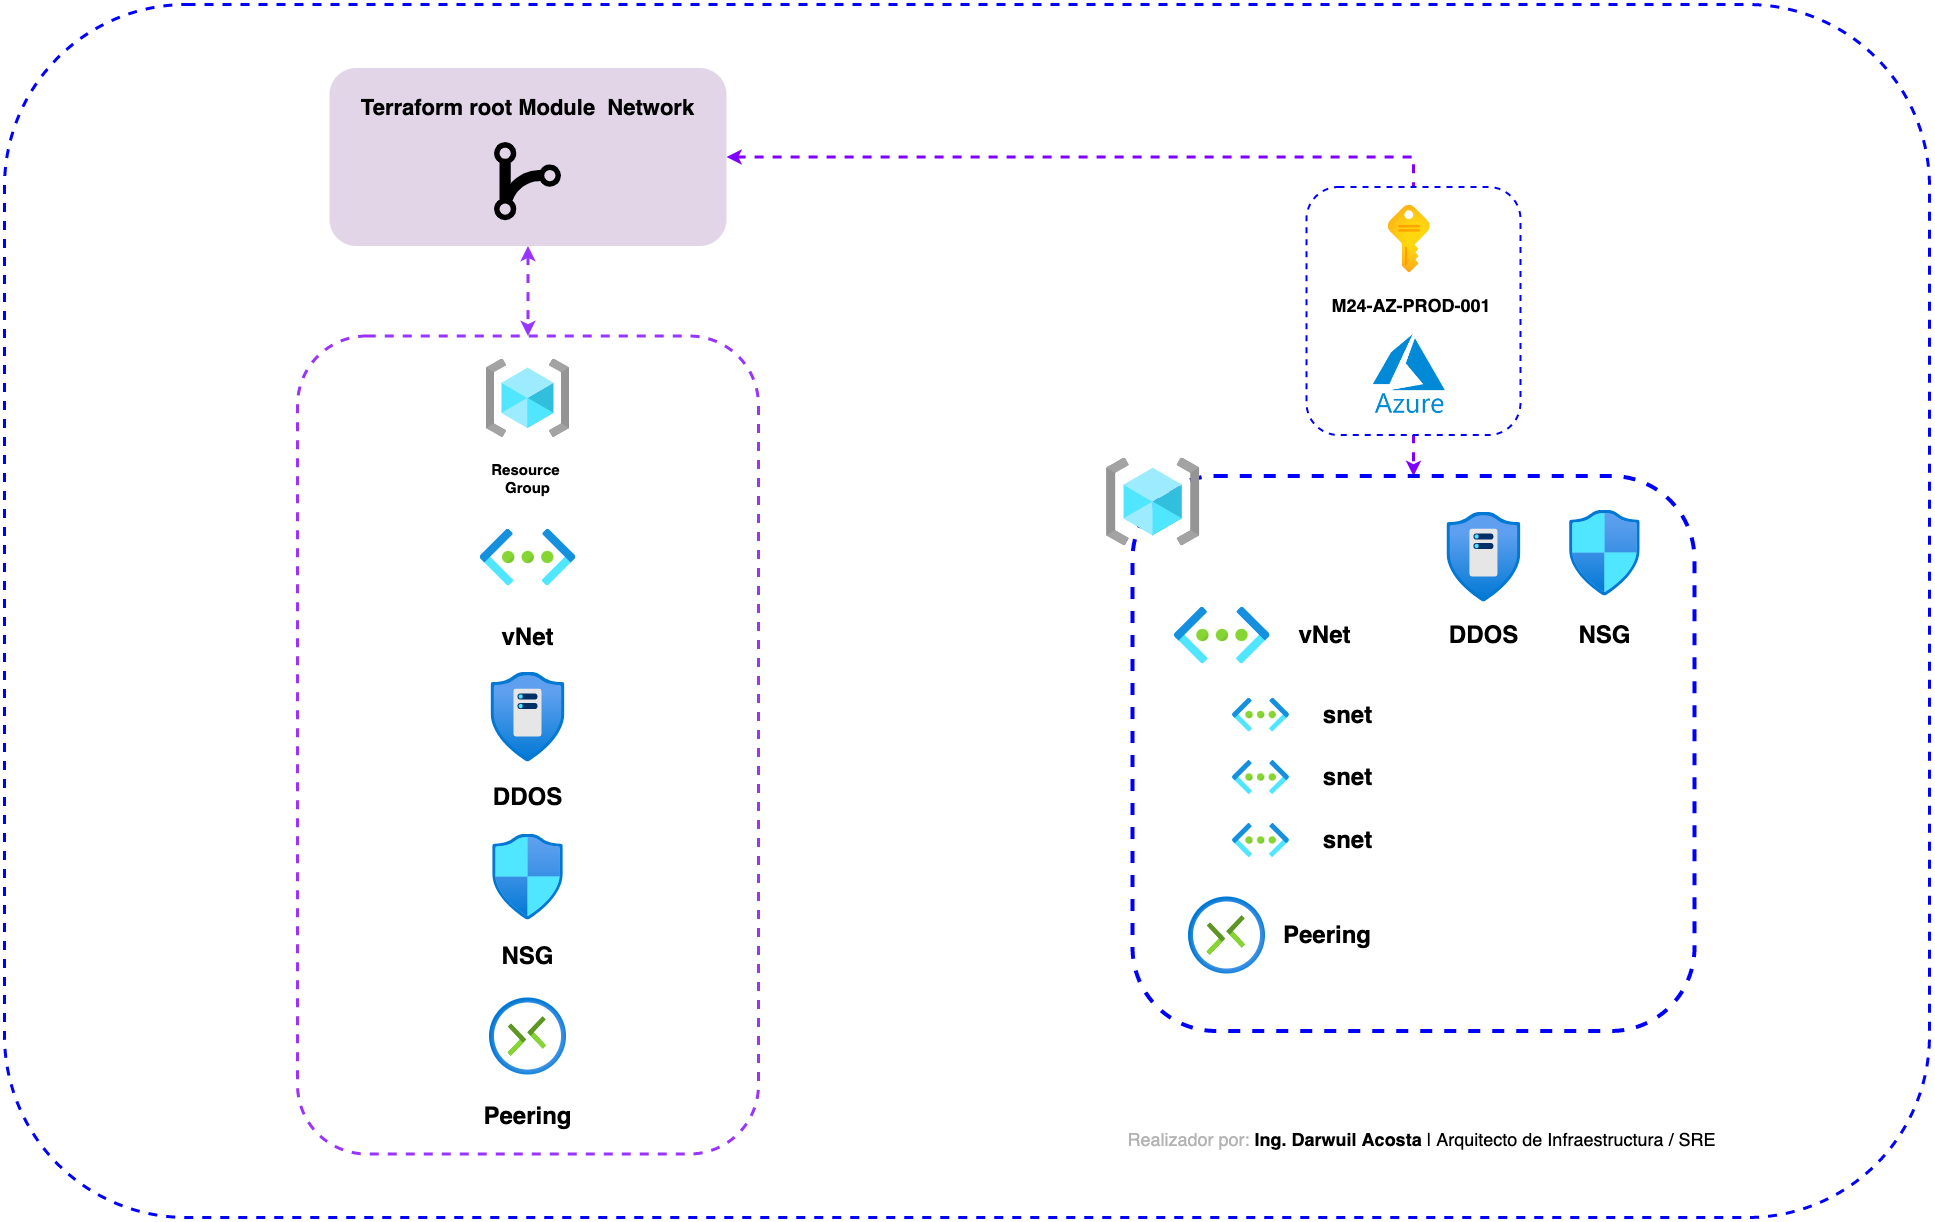 Terraform root Module  Network
Resource
Group
vNet
DDOS
NSG
Peering
M24-AZ-PROD-001
Azure
DDOS
NSG
vNet
snet
snet
snet
Peering
Realizador por: Ing. Darwuil Acosta | Arquitecto de Infraestructura / SRE